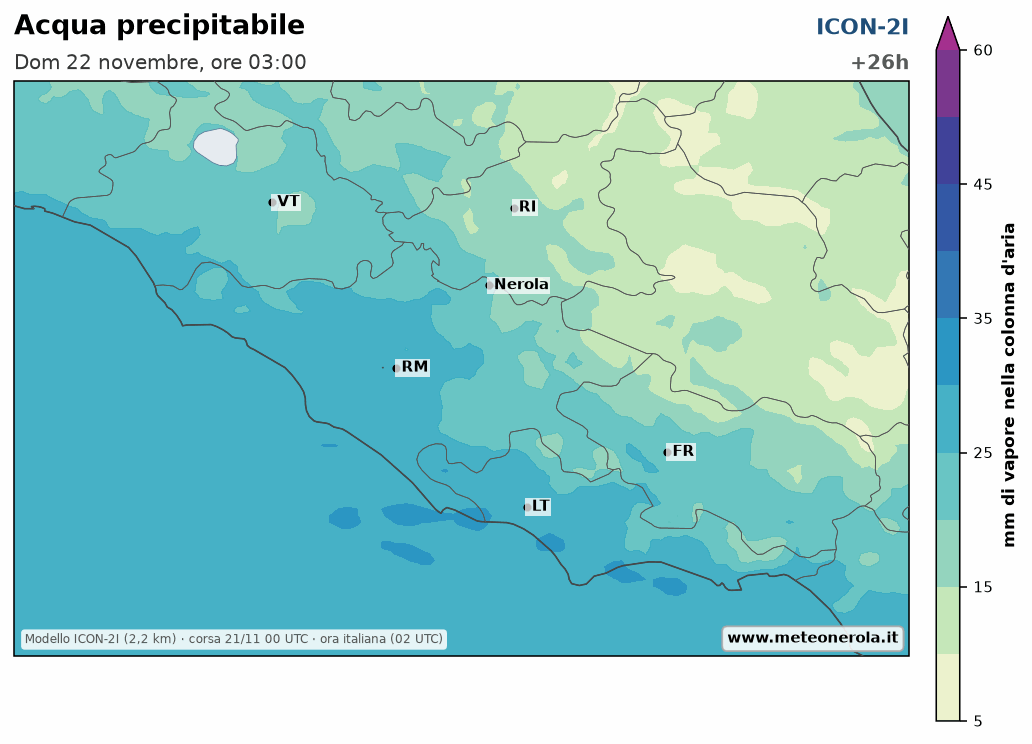 Acqua precipitabile
ICON-2I
Dom 22 novembre, ore 03:00
+26h
60
45
35
25
15
5
mm di vapore nella colonna d'aria
VT
RI
Nerola
RM
FR
LT
Modello ICON-2I (2,2 km) · corsa 21/11 00 UTC · ora italiana (02 UTC)
www.meteonerola.it